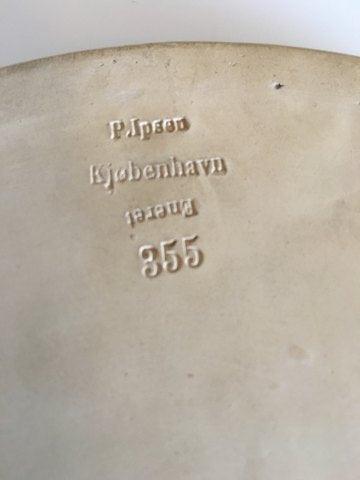 P. Ipsen
Kjøbenhavn
Eneret
355